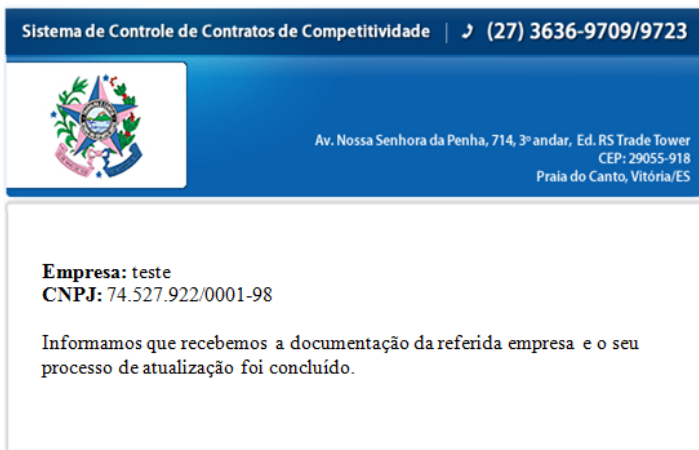 Sistema de Controle de Contratos de Competitividade | (27) 3636-9709/9723
Av. Nossa Senhora da Penha, 714, 3º andar, Ed. RS Trade Tower
CEP: 29055-918
Praia do Canto, Vitória/ES
Empresa: teste
CNPJ: 74.527.922/0001-98
Informamos que recebemos a documentação da referida empresa e o seu
processo de atualização foi concluído.